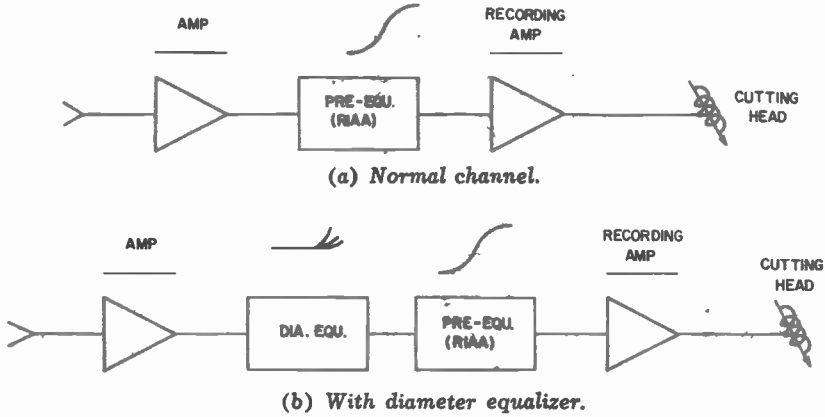 AMP
RECORDING
AMP
PRE-EQU.
(RIAA)
CUTTING
HEAD
(a) Normal channel.
AMP
RECORDING
AMP
CUTTING
HEAD
DIA. EQU.
PRE-EQU.
(RIAA)
(b) With diameter equalizer.